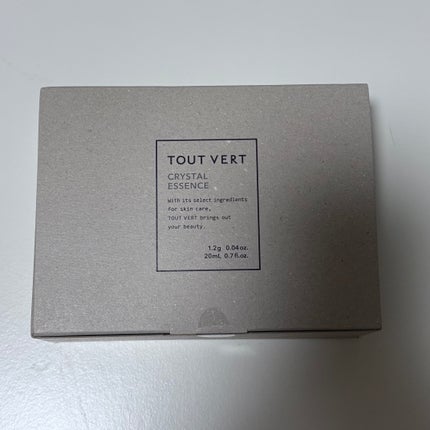 TOUT VERT
CRYSTAL
ESSENCE
With its select ingredients
for skin care,
TOUT VERT brings out
your beauty.
1.2g 0.04oz.
20mL 0.7fl.oz.